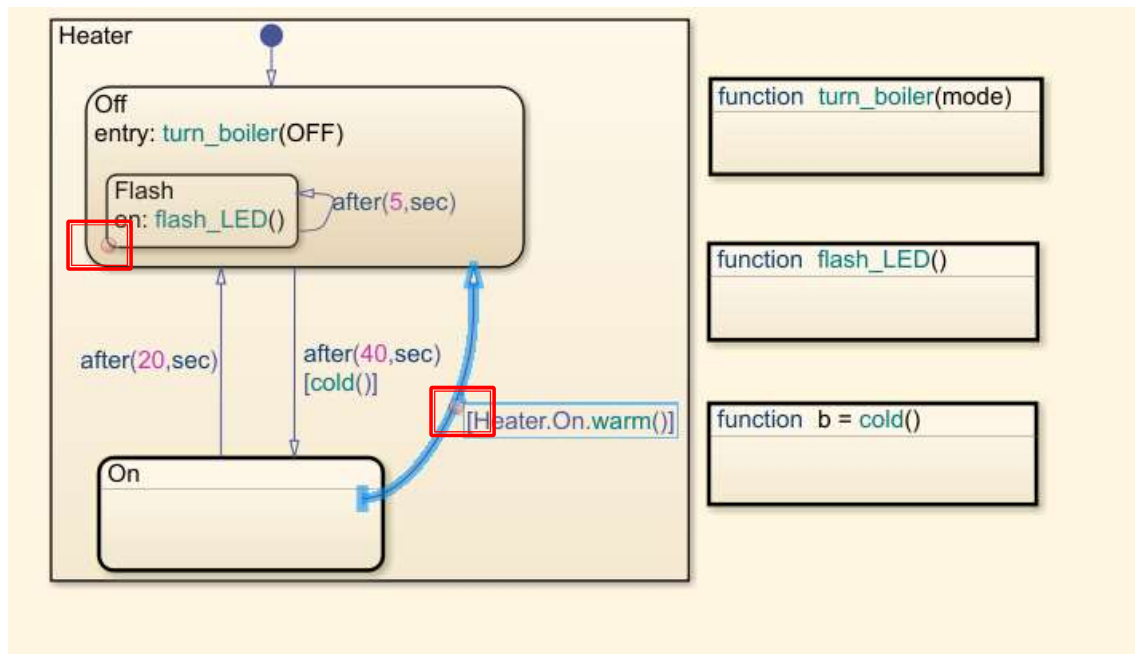 Heater
Off
entry: turn_boiler(OFF)
Flash
en: flash_LED()
after(5,sec)
after(20,sec)
after(40,sec)
[cold()]
[Heater.On.warm()]
On
function turn_boiler(mode)
function flash_LED()
function b = cold()